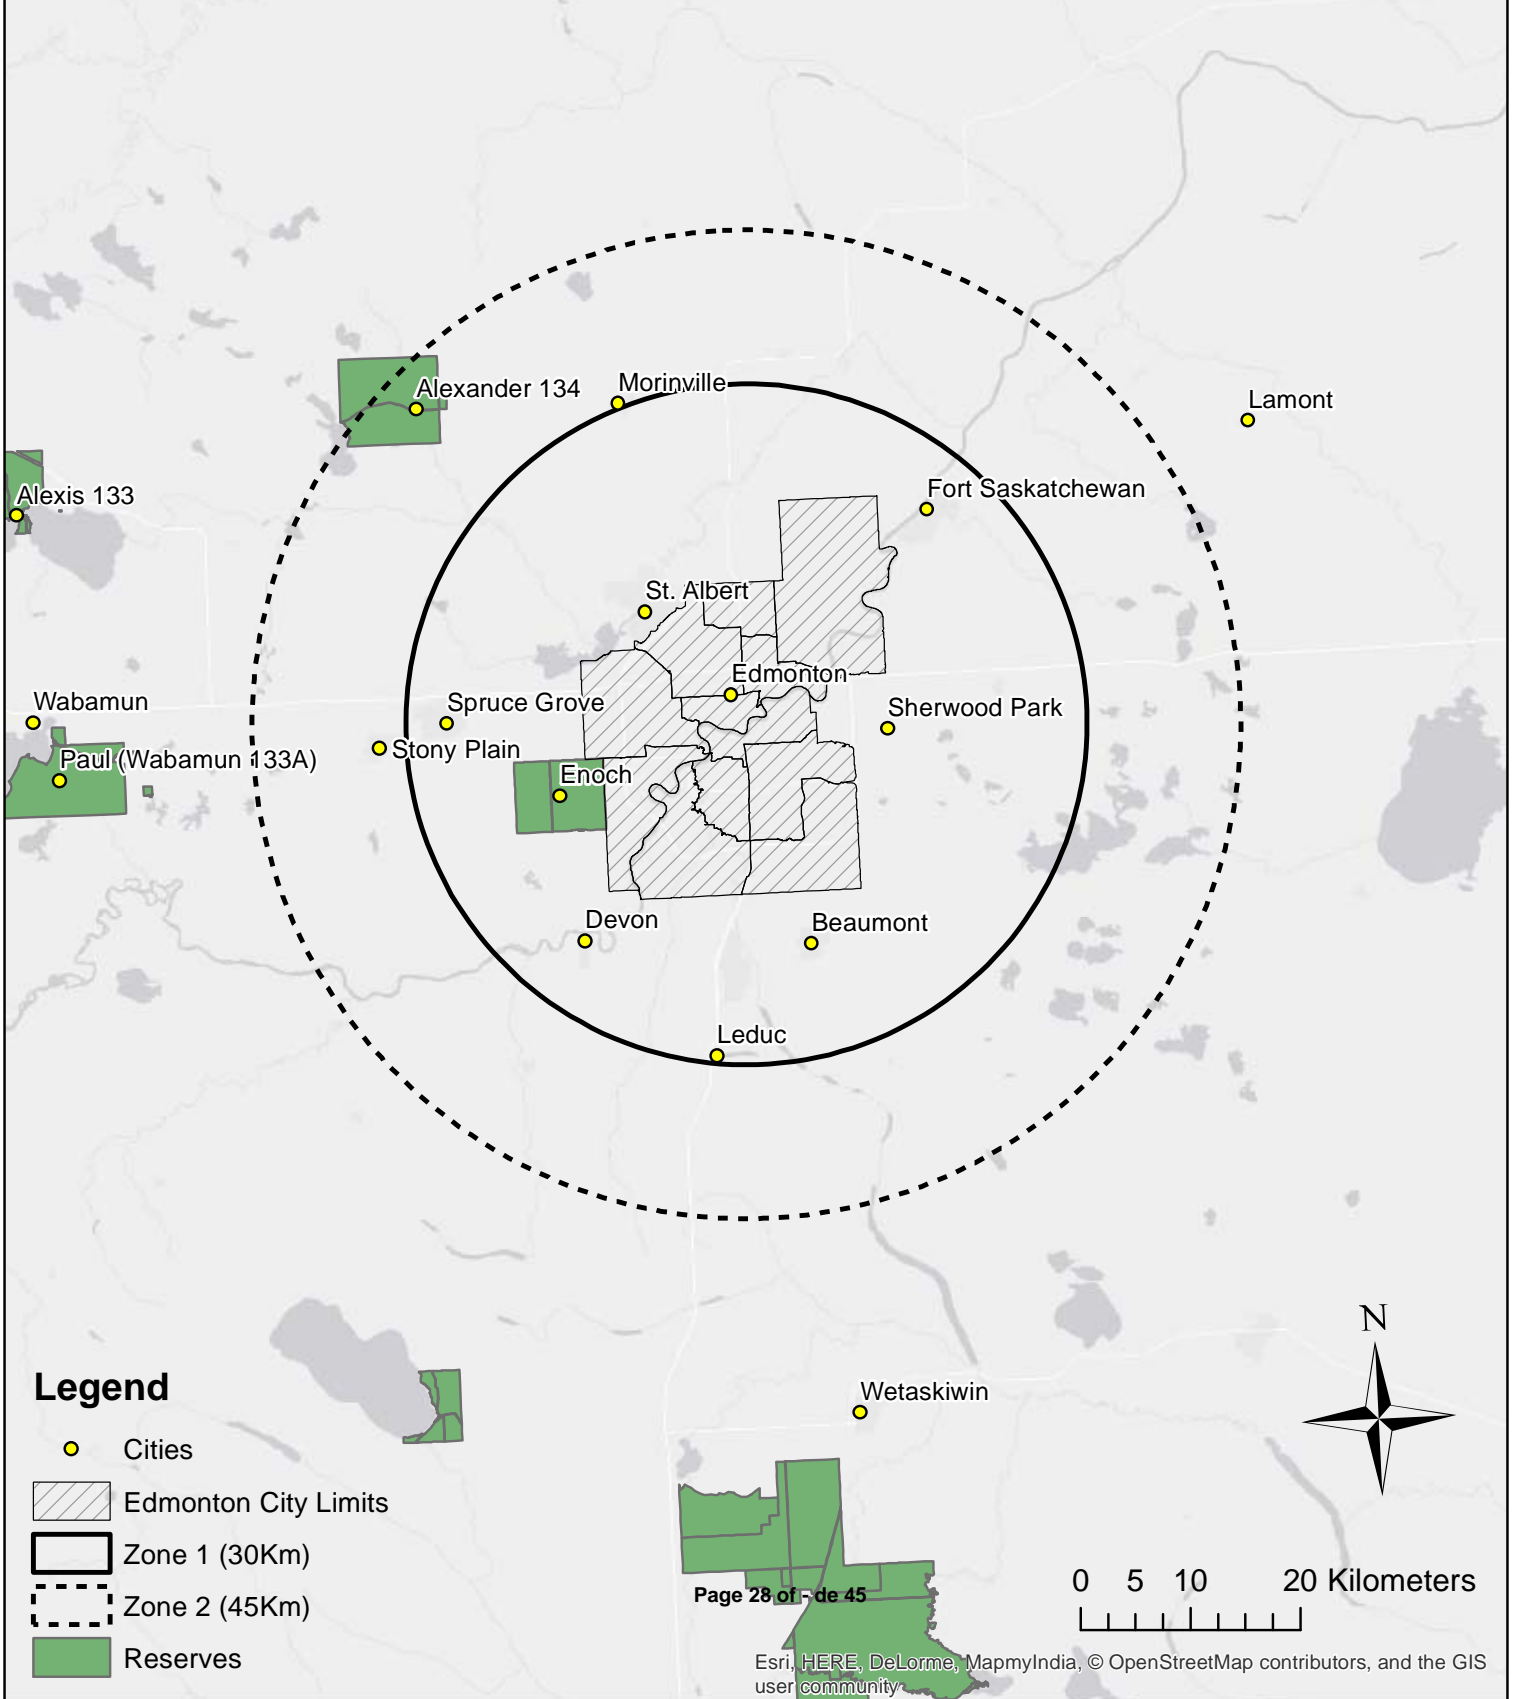 Alexander 134
Morinville
Lamont
Alexis 133
Fort Saskatchewan
St. Albert
Edmonton
Wabamun
Spruce Grove
Sherwood Park
Paul (Wabamun 133A)
Stony Plain
Enoch
Devon
Beaumont
Leduc
N
Wetaskiwin
Legend
Cities
Edmonton City Limits
Zone 1 (30Km)
Zone 2 (45Km)
Reserves
0 5 10 20 Kilometers
Page 28 of - de 45
Esri, HERE, DeLorme, MapmyIndia, © OpenStreetMap contributors, and the GIS
user community